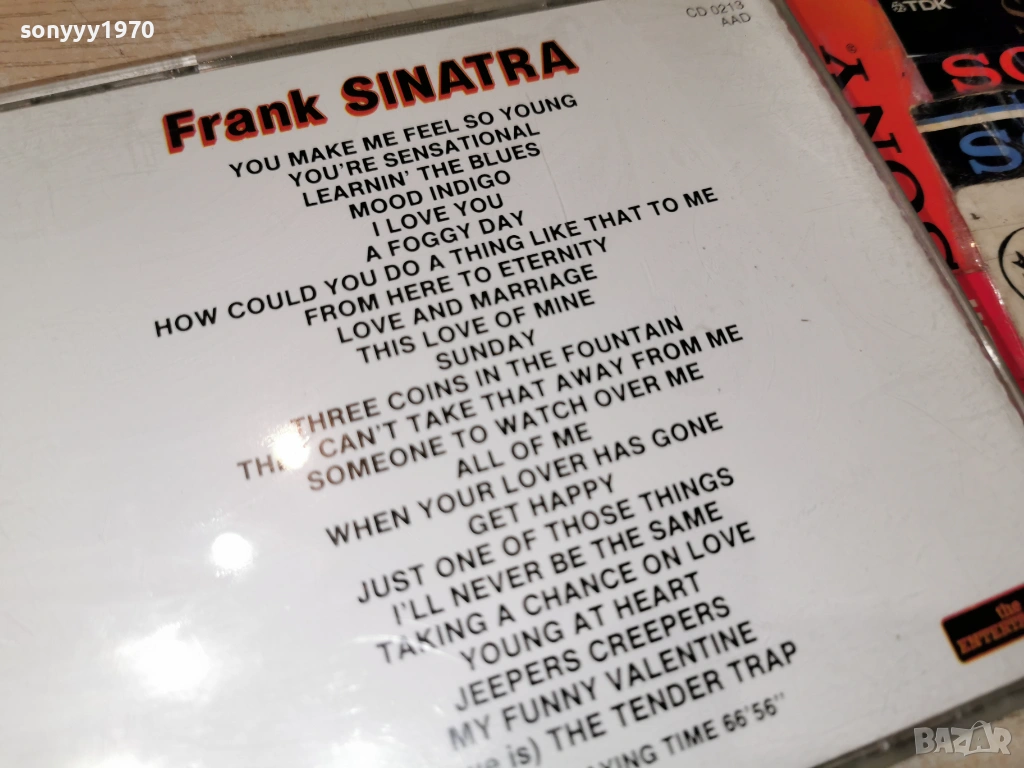 sonyyy1970
CD 0213
AAD
TDK
Frank SINATRA
YOU MAKE ME FEEL SO YOUNG
YOU'RE SENSATIONAL
LEARNIN' THE BLUES
MOOD INDIGO
I LOVE YOU
A FOGGY DAY
HOW COULD YOU DO A THING LIKE THAT TO ME
FROM HERE TO ETERNITY
LOVE AND MARRIAGE
THIS LOVE OF MINE
SUNDAY
THREE COINS IN THE FOUNTAIN
THEY CAN'T TAKE THAT AWAY FROM ME
SOMEONE TO WATCH OVER ME
ALL OF ME
WHEN YOUR LOVER HAS GONE
GET HAPPY
JUST ONE OF THOSE THINGS
I'LL NEVER BE THE SAME
TAKING A CHANCE ON LOVE
YOUNG AT HEART
JEEPERS CREEPERS
MY FUNNY VALENTINE
is) THE TENDER TRAP
TIME 66'56"
the
SONY
BAZAR